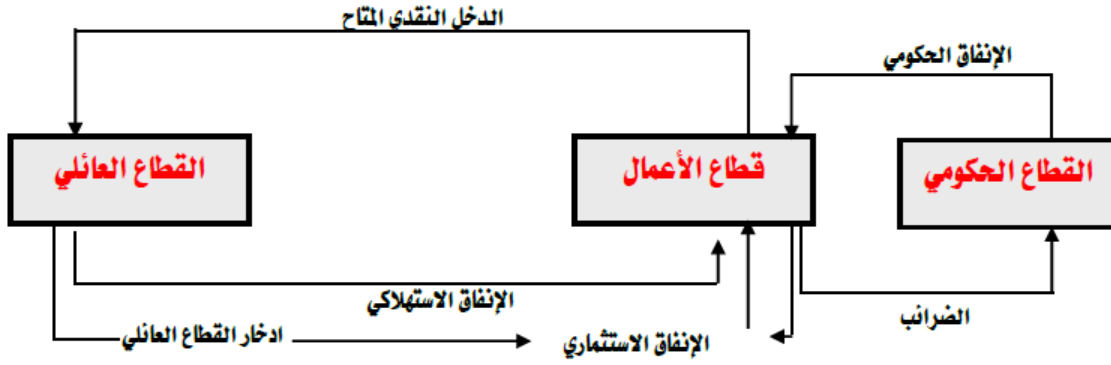 الدخل النقدي المتاح
الإنفاق الحكومي
القطاع الحكومي
قطاع الأعمال
القطاع العائلي
الإنفاق الاستهلاكي
الضرائب
الإنفاق الاستثماري
ادخار القطاع العائلي